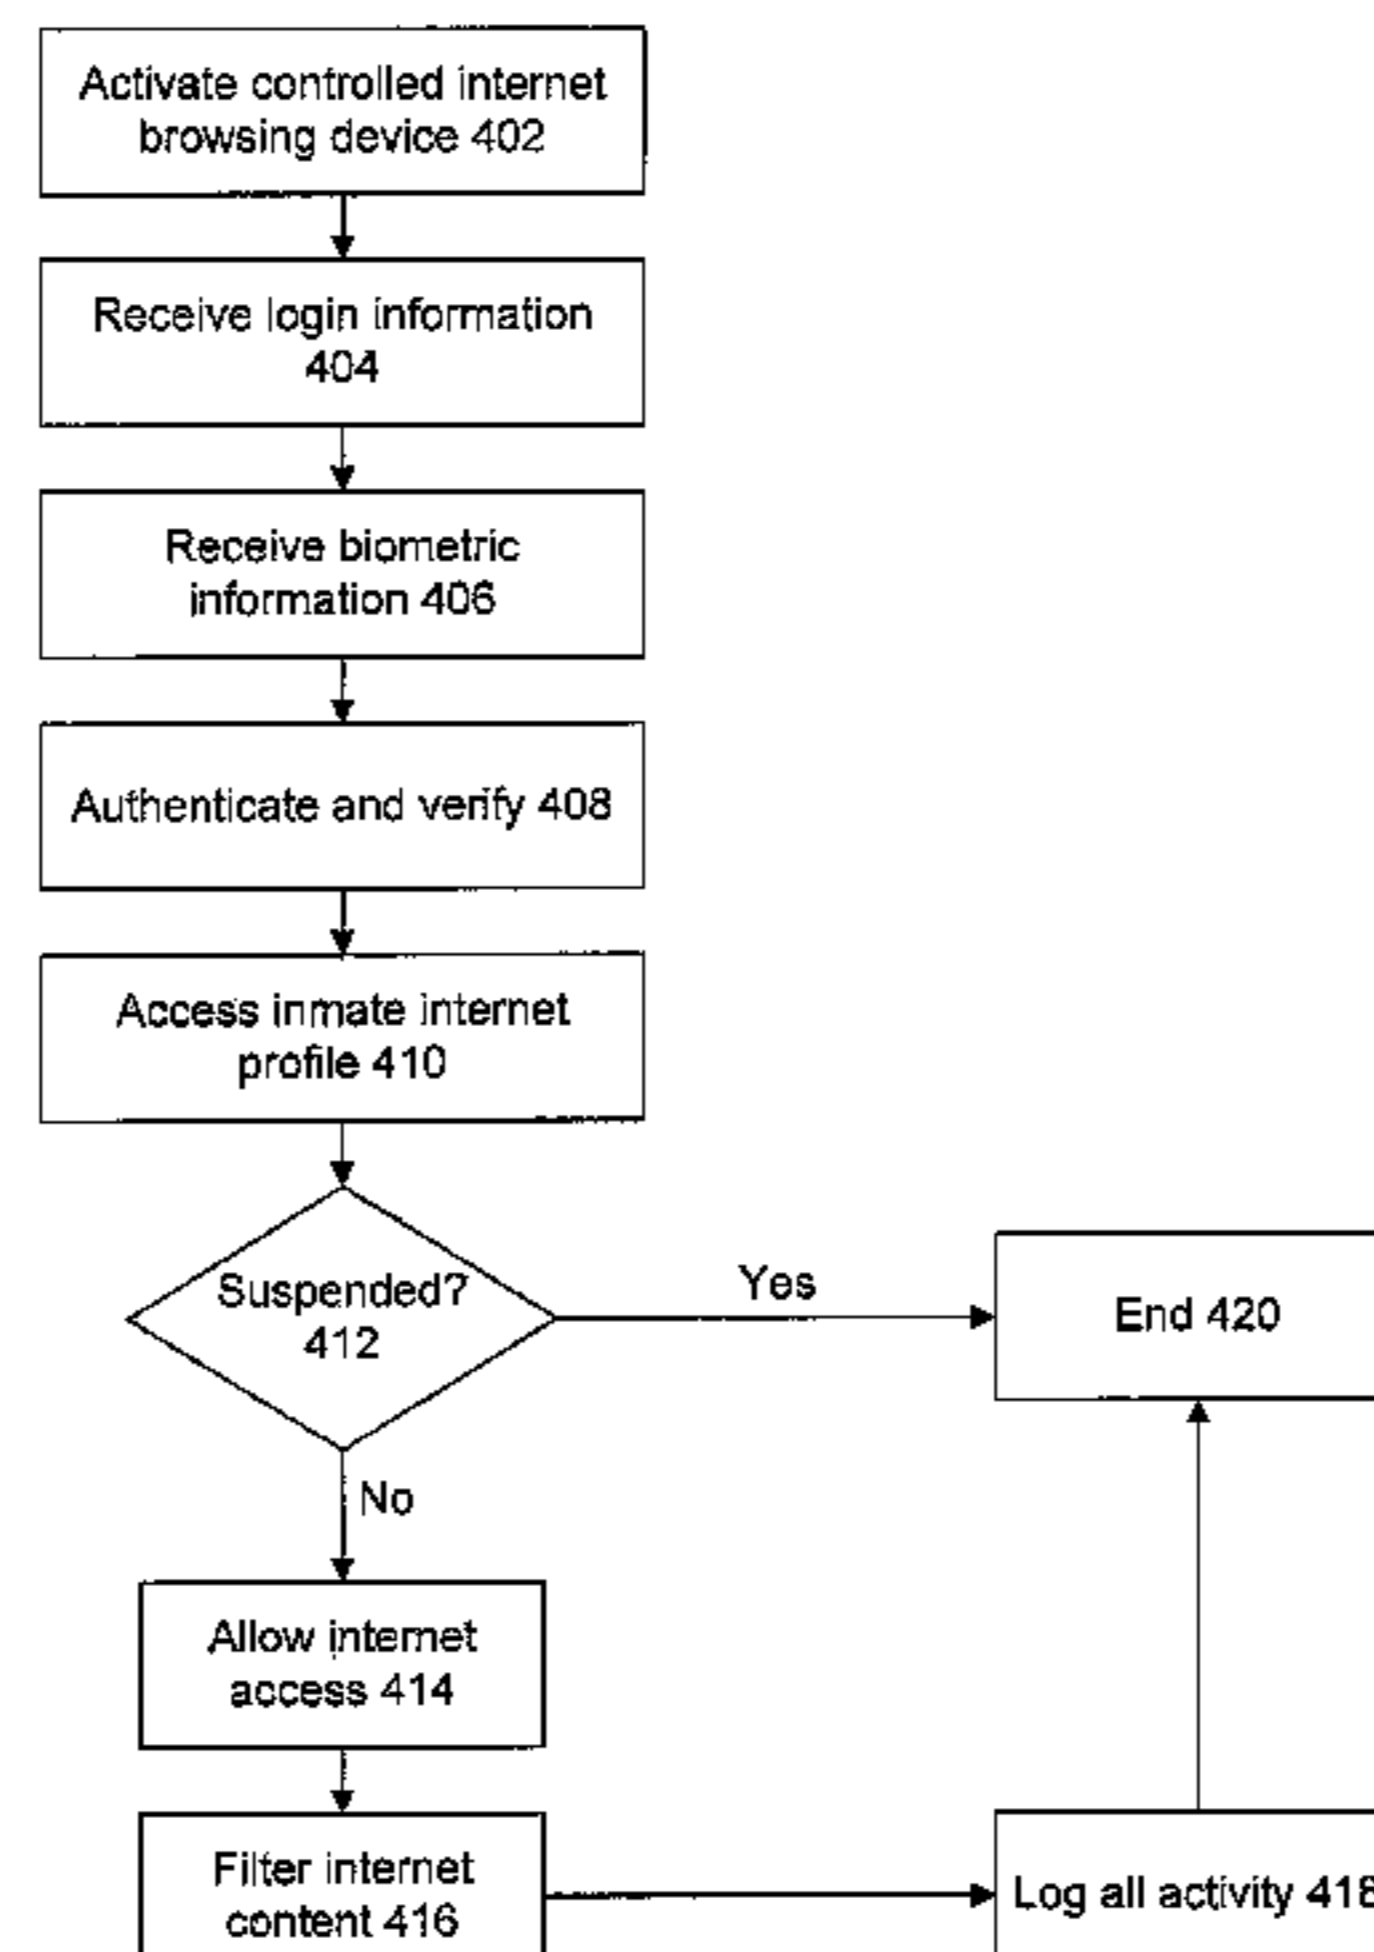 Activate controlled internet
browsing device 402
Receive login information
404
Receive biometric
information 406
Authenticate and verify 408
Access inmate internet
profile 410
Suspended?
412
Yes
End 420
No
Allow internet
access 414
Filter internet
content 416
Log all activity 418